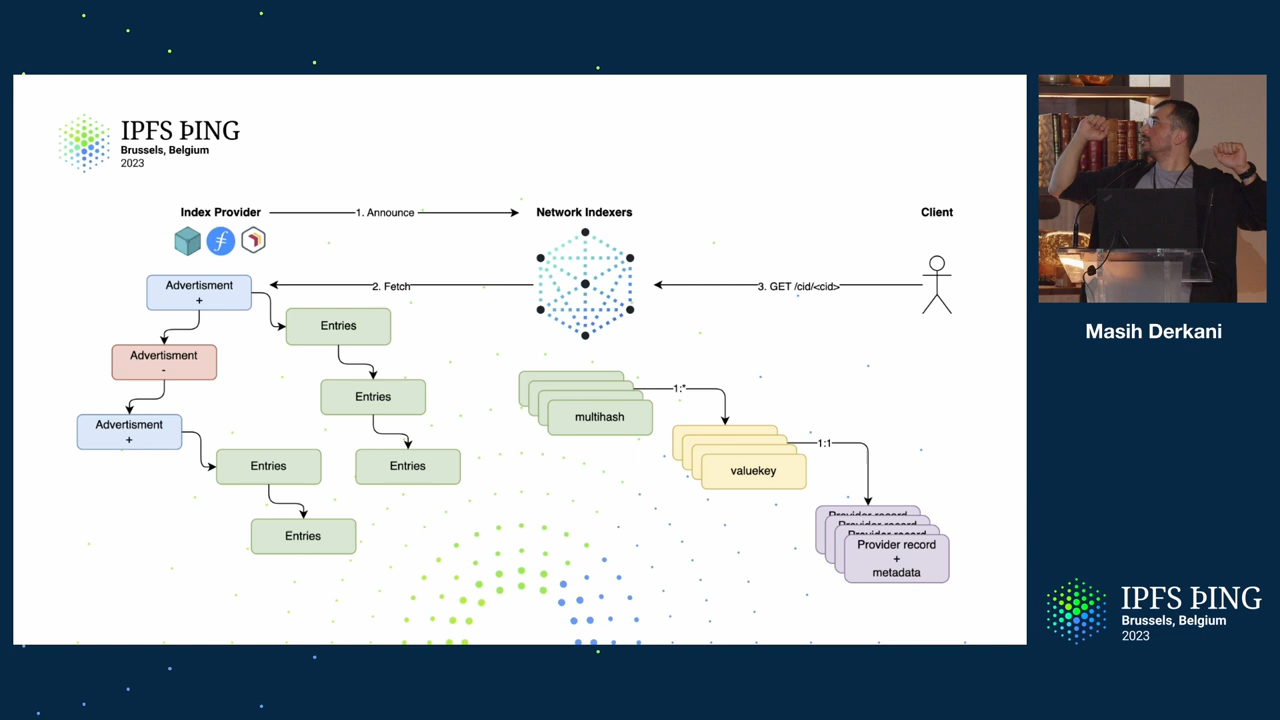 IPFS ÞING
Brussels, Belgium
2023
Index Provider
1. Announce
Network Indexers
Client
2. Fetch
3. GET /cid/<cid>
Advertisment
+
Entries
Advertisment
-
Entries
Advertisment
+
Entries
Entries
Entries
multihash
1:*
valuekey
1:1
Provider record
Provider record
Provider record
Provider record
+
metadata
Masih Derkani
IPFS ÞING
Brussels, Belgium
2023